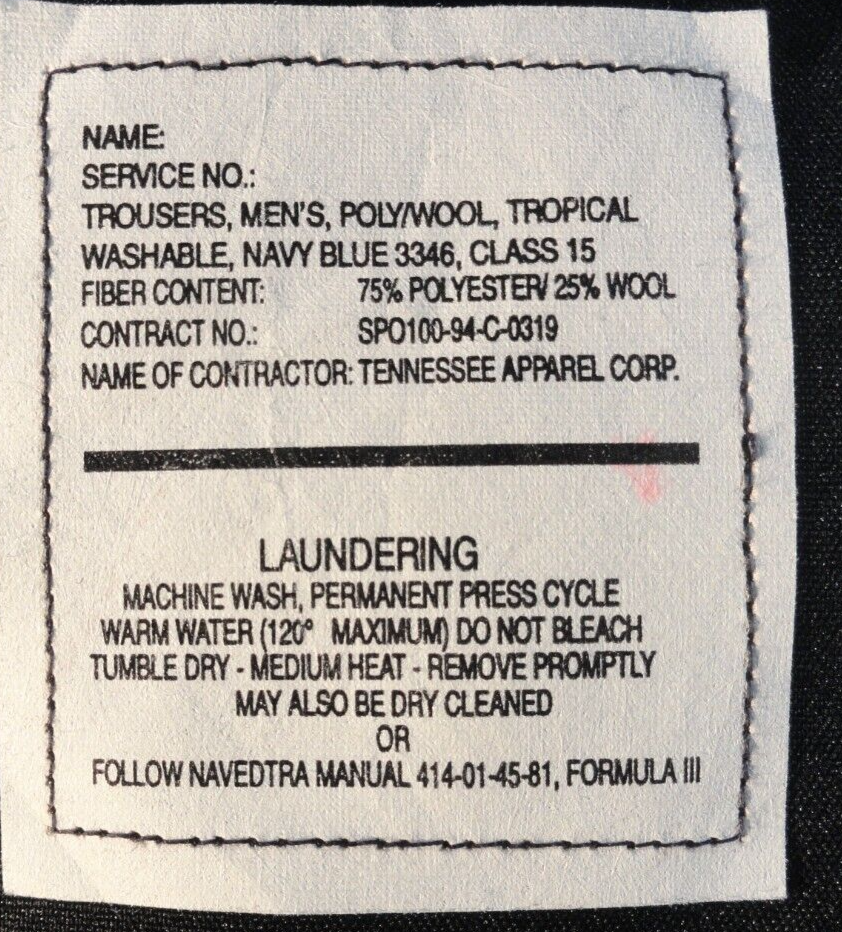 NAME:
SERVICE NO.:
TROUSERS, MEN'S, POLY/WOOL, TROPICAL
WASHABLE, NAVY BLUE 3346, CLASS 15
FIBER CONTENT: 75% POLYESTER/ 25% WOOL
CONTRACT NO.: SPO100-94-C-0319
NAME OF CONTRACTOR: TENNESSEE APPAREL CORP.
LAUNDERING
MACHINE WASH, PERMANENT PRESS CYCLE
WARM WATER (120° MAXIMUM) DO NOT BLEACH
TUMBLE DRY - MEDIUM HEAT - REMOVE PROMPTLY
MAY ALSO BE DRY CLEANED
OR
FOLLOW NAVEDTRA MANUAL 414-01-45-81, FORMULA III